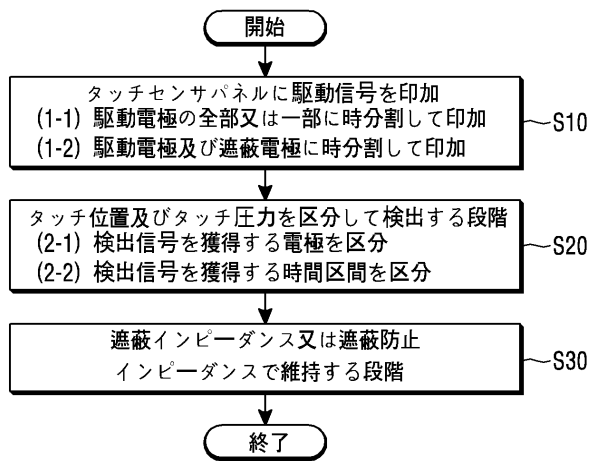 開始
タッチセンサパネルに駆動信号を印加
(1-1) 駆動電極の全部又は一部に時分割して印加
(1-2) 駆動電極及び遮蔽電極に時分割して印加
S10
タッチ位置及びタッチ圧力を区分して検出する段階
(2-1) 検出信号を獲得する電極を区分
(2-2) 検出信号を獲得する時間区間を区分
S20
遮蔽インピーダンス又は遮蔽防止
インピーダンスで維持する段階
S30
終了